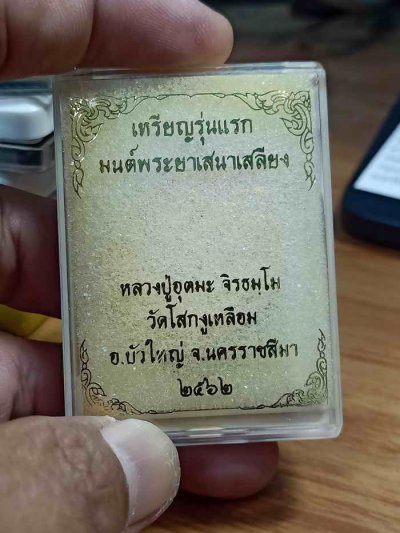 เหรียญรุ่นแรก
มนต์พระยาเสนาเสลียง
หลวงปู่อุตมะ จิรธมฺโม
วัดโสกงูเหลือม
อ.บัวใหญ่ จ.นครราชสีมา
๒๕๖๒